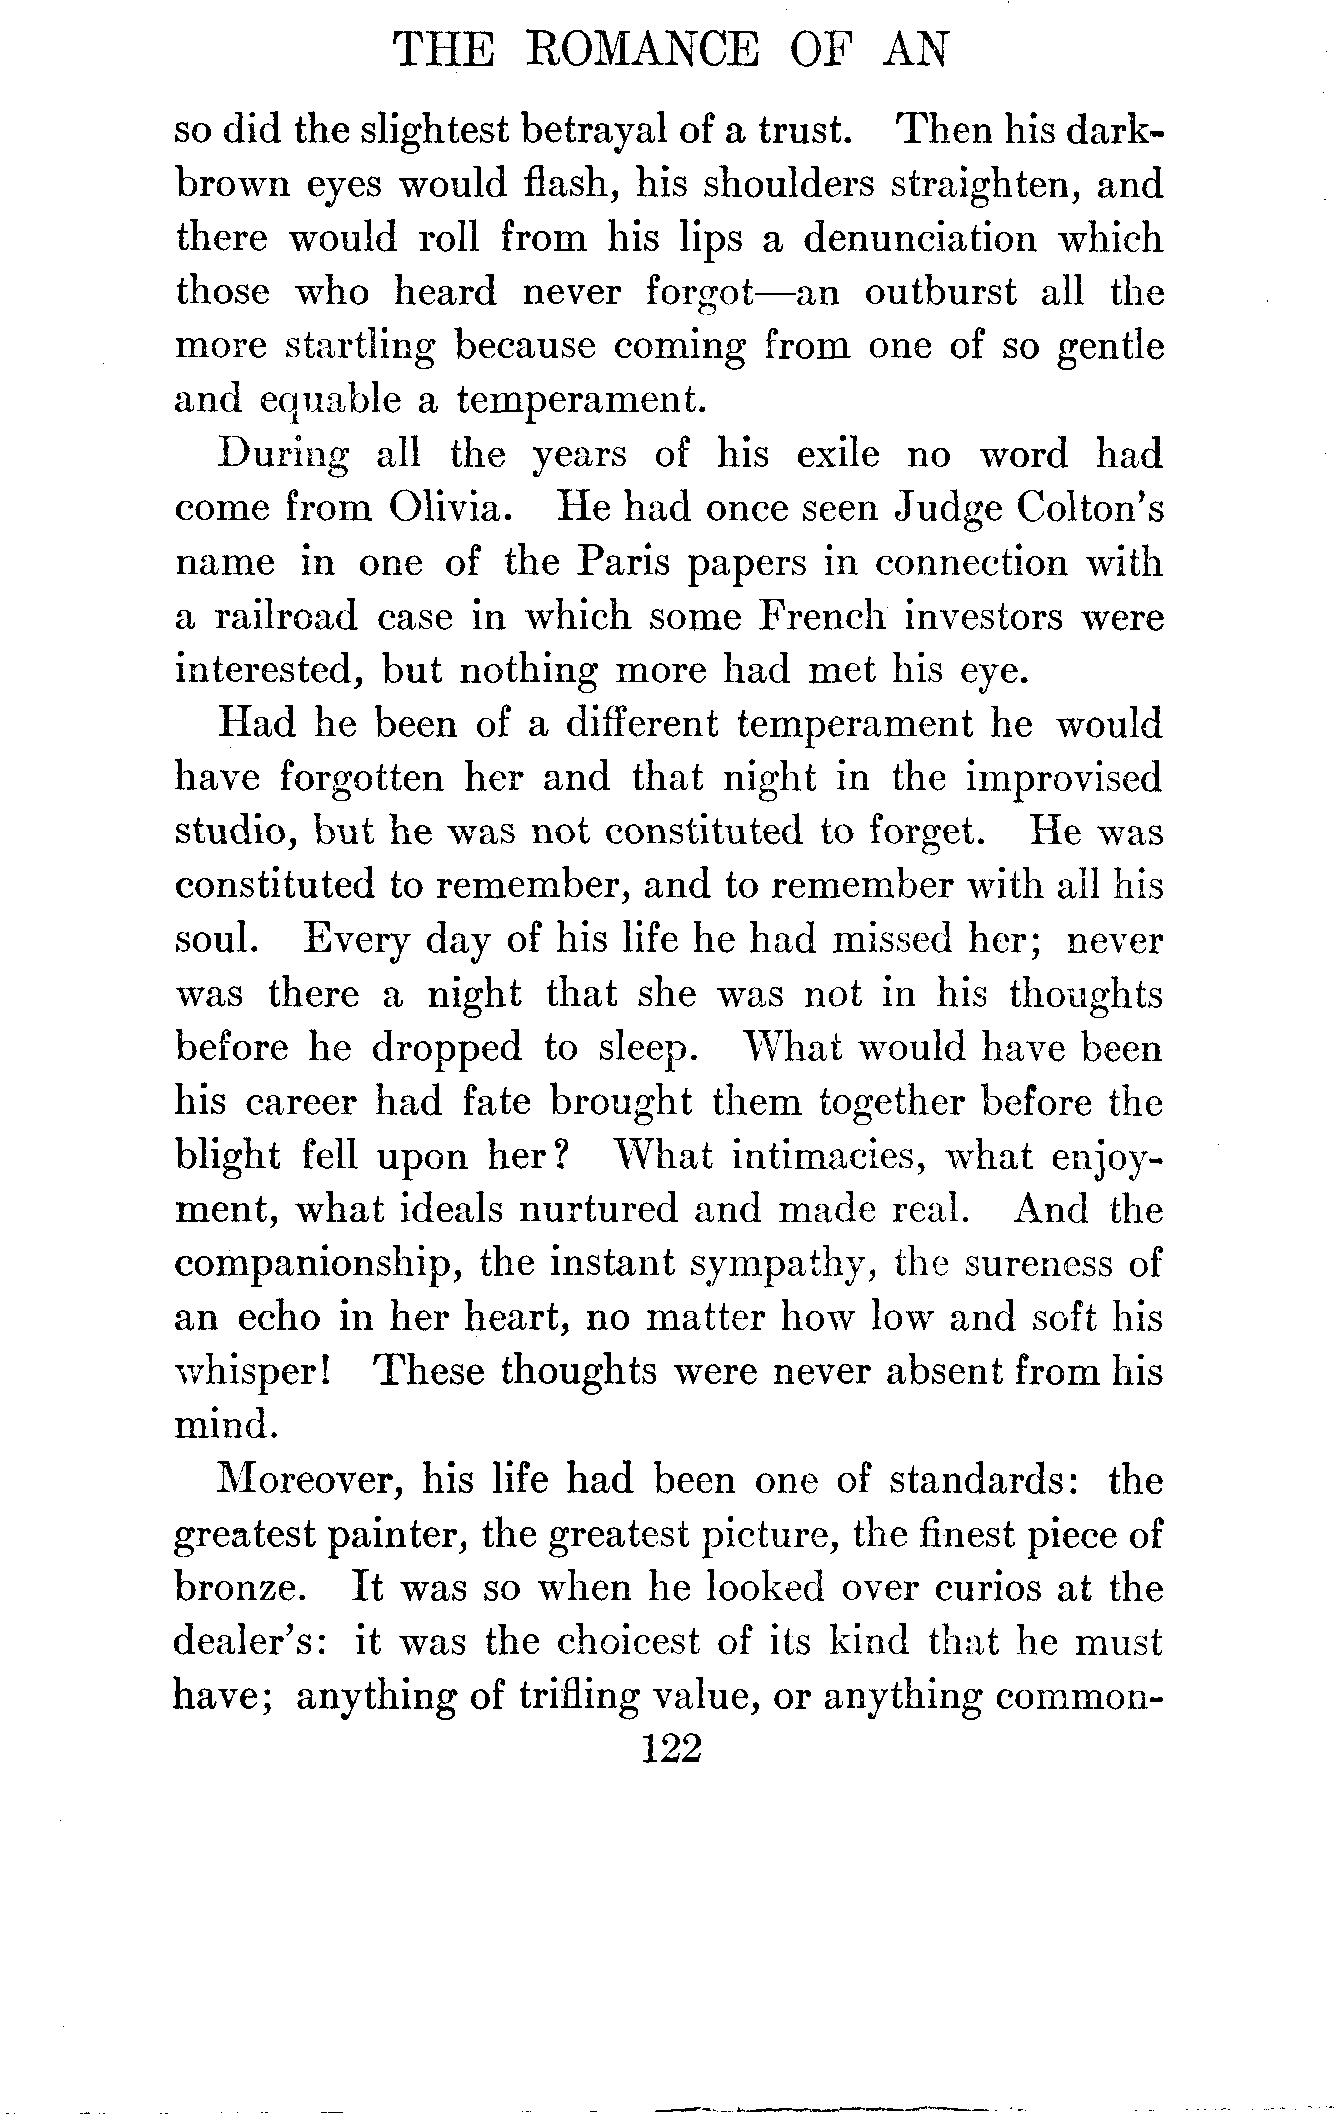 THE ROMANCE OF AN
so did the slightest betrayal of a trust. Then his dark-
brown eyes would flash, his shoulders straighten, and
there would roll from his lips a denunciation which
those who heard never forgot—an outburst all the
more startling because coming from one of so gentle
and equable a temperament.
During all the years of his exile no word had
come from Olivia. He had once seen Judge Colton's
name in one of the Paris papers in connection with
a railroad case in which some French investors were
interested, but nothing more had met his eye.
Had he been of a different temperament he would
have forgotten her and that night in the improvised
studio, but he was not constituted to forget. He was
constituted to remember, and to remember with all his
soul. Every day of his life he had missed her; never
was there a night that she was not in his thoughts
before he dropped to sleep. What would have been
his career had fate brought them together before the
blight fell upon her? What intimacies, what enjoy-
ment, what ideals nurtured and made real. And the
companionship, the instant sympathy, the sureness of
an echo in her heart, no matter how low and soft his
whisper! These thoughts were never absent from his
mind.
Moreover, his life had been one of standards: the
greatest painter, the greatest picture, the finest piece of
bronze. It was so when he looked over curios at the
dealer's: it was the choicest of its kind that he must
have; anything of trifling value, or anything common-
122